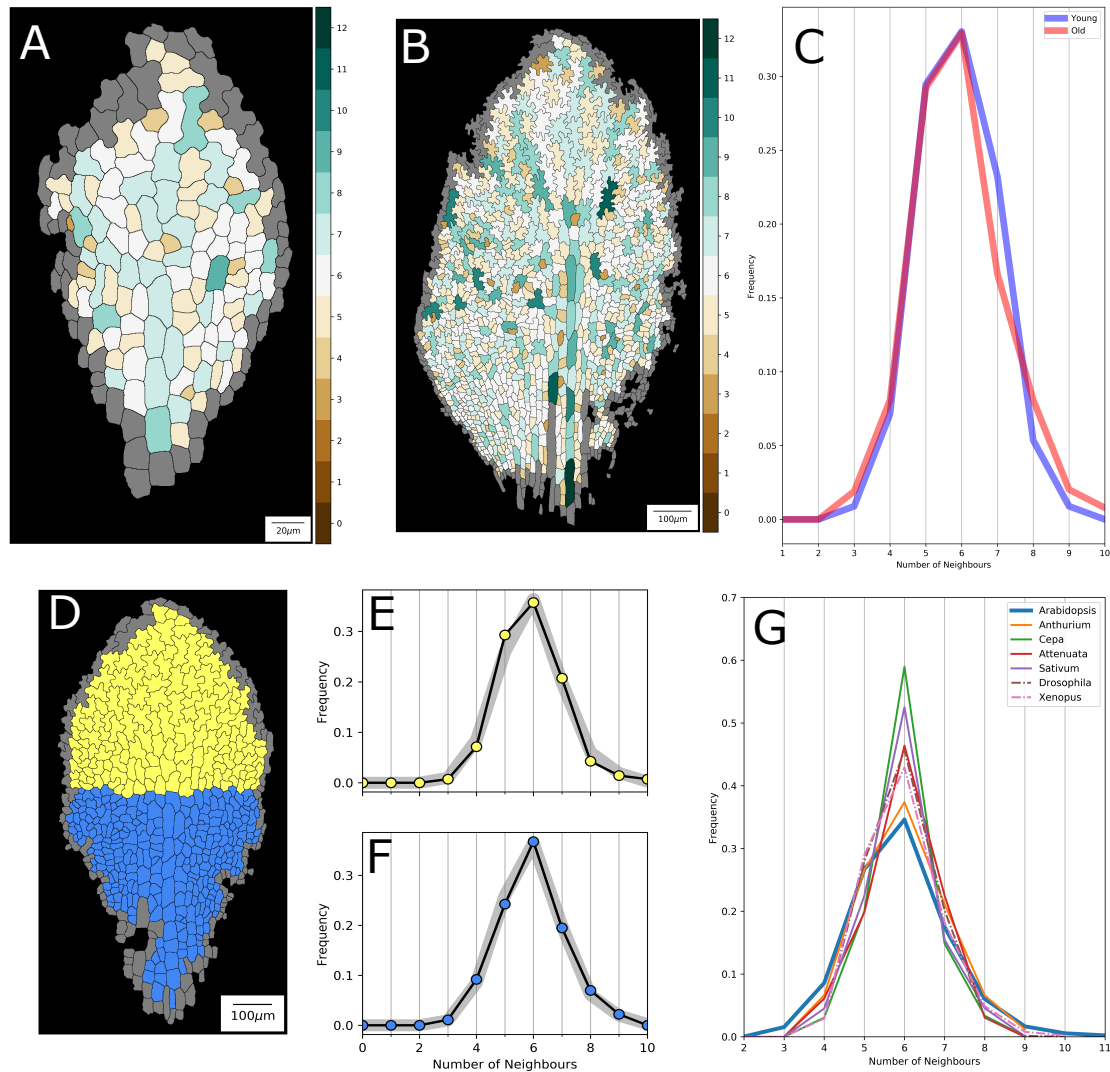 A
12
11
10
9
8
7
6
5
4
3
2
1
0
20μm
B
12
11
10
9
8
7
6
5
4
3
2
1
0
100μm
C
Young
Old
Frequency
0.30
0.25
0.20
0.15
0.10
0.05
0.00
1 2 3 4 5 6 7 8 9 10
Number of Neighbours
D
100μm
E
Frequency
0.3
0.2
0.1
0.0
F
Frequency
0.3
0.2
0.1
0.0
0 2 4 6 8 10
Number of Neighbours
G
Arabidopsis
Anthurium
Cepa
Attenuata
Sativum
Drosophila
Xenopus
Frequency
0.7
0.6
0.5
0.4
0.3
0.2
0.1
0.0
2 3 4 5 6 7 8 9 10 11
Number of Neighbours